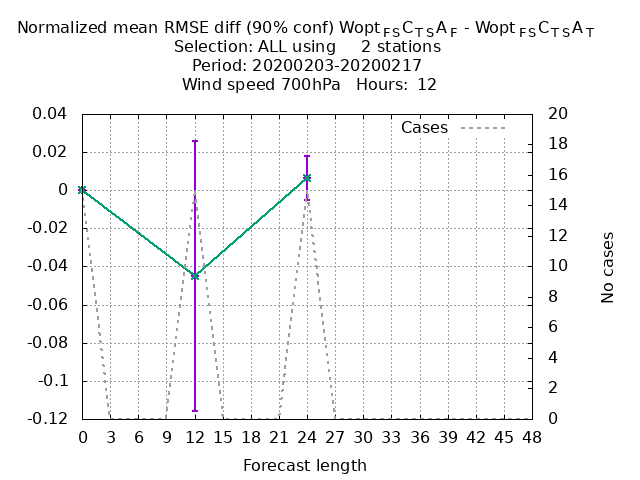 Normalized mean RMSE diff (90% conf) Wopt FS C TS A F - Wopt FS C TS A T
Selection: ALL using 2 stations
Period: 20200203-20200217
Wind speed 700hPa Hours: 12
Cases
0.04
0.02
0
-0.02
-0.04
-0.06
-0.08
-0.1
-0.12
20
18
16
14
12
10
8
6
4
2
0
No cases
0 3 6 9 12 15 18 21 24 27 30 33 36 39 42 45 48
Forecast length